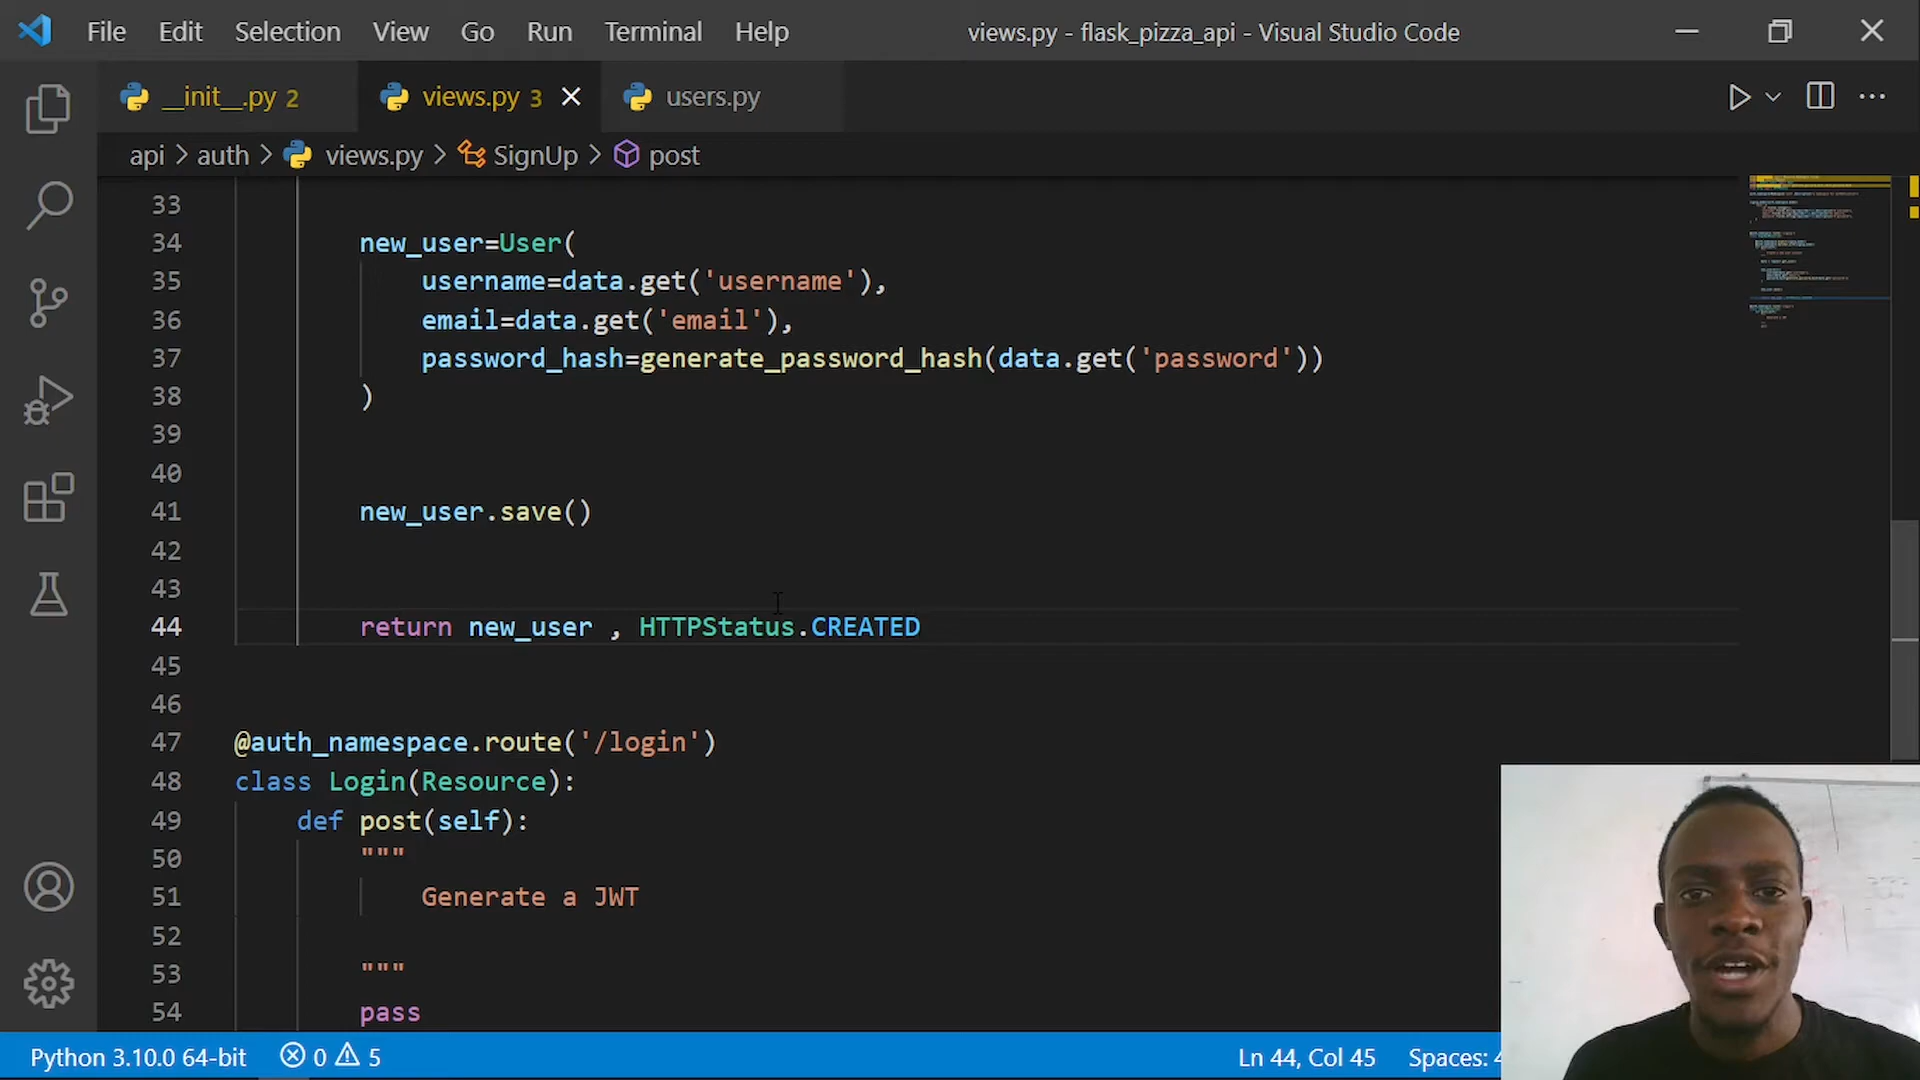 File Edit Selection View Go Run Terminal Help views.py - flask_pizza_api - Visual Studio Code
__init__.py 2 views.py 3 users.py
api > auth > views.py > SignUp > post
33
34 new_user=User(
35 username=data.get('username'),
36 email=data.get('email'),
37 password_hash=generate_password_hash(data.get('password'))
38 )
39
40
41 new_user.save()
42
43
44 return new_user , HTTPStatus.CREATED
45
46
47 @auth_namespace.route('/login')
48 class Login(Resource):
49 def post(self):
50 """
51 Generate a JWT
52
53 """
54 pass
Python 3.10.0 64-bit 0 5 Ln 44, Col 45 Spaces: